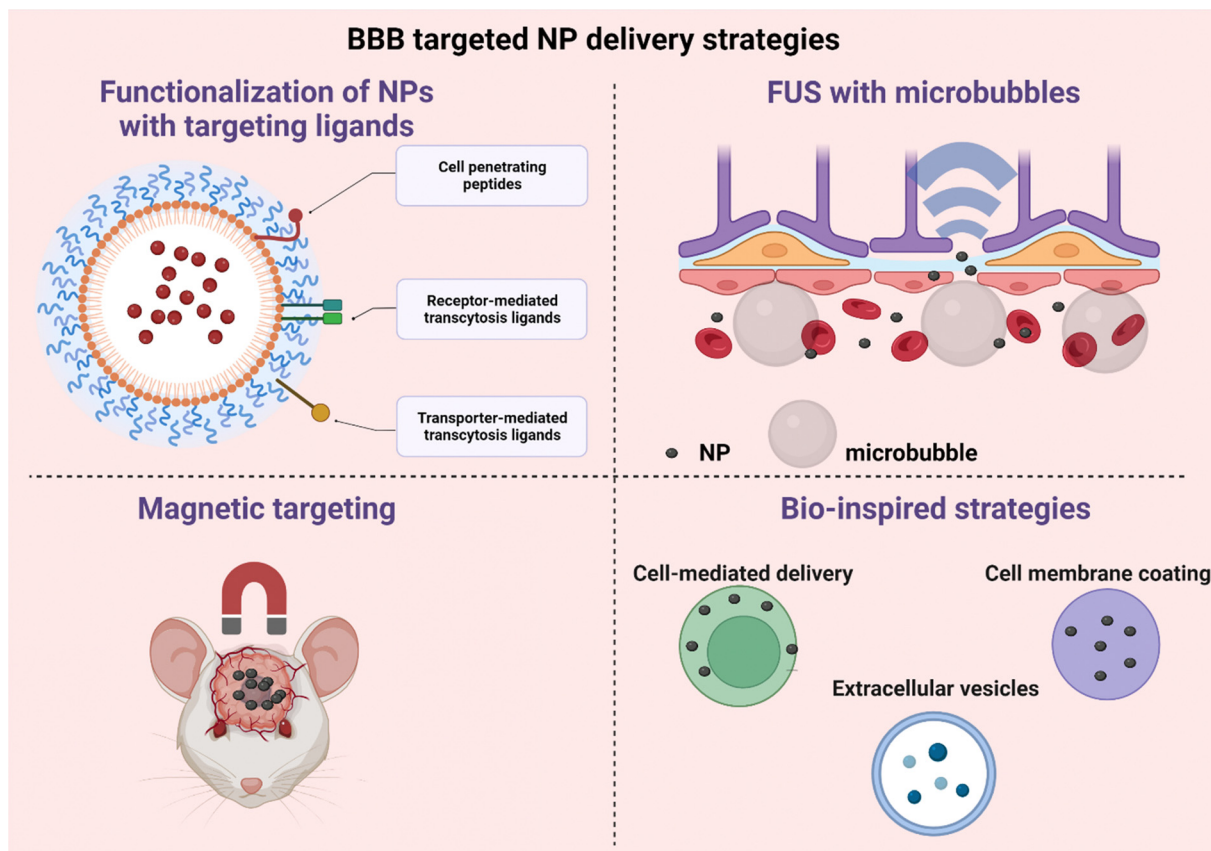 BBB targeted NP delivery strategies
Functionalization of NPs
with targeting ligands
Cell penetrating
peptides
Receptor-mediated
transcytosis ligands
Transporter-mediated
transcytosis ligands
FUS with microbubbles
NP
microbubble
Magnetic targeting
Bio-inspired strategies
Cell-mediated delivery
Cell membrane coating
Extracellular vesicles